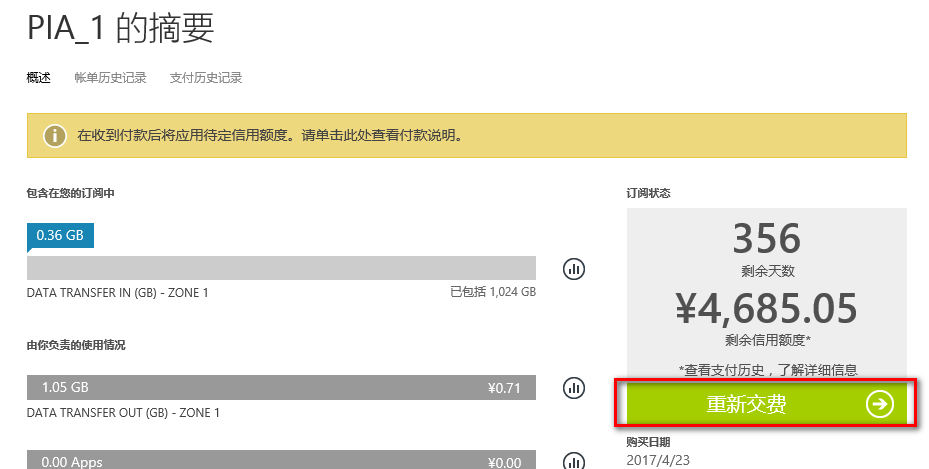 PIA_1 的摘要
概述 帐单历史记录 支付历史记录
在收到付款后将应用待定信用额度。请单击此处查看付款说明。
包含在您的订阅中
0.36 GB
DATA TRANSFER IN (GB) - ZONE 1 已包括 1,024 GB
由你负责的使用情况
1.05 GB ¥0.71
DATA TRANSFER OUT (GB) - ZONE 1
0.00 Apps ¥0.00
订阅状态
356
剩余天数
¥4,685.05
剩余信用额度*
*查看支付历史，了解详细信息
重新交费
购买日期
2017/4/23